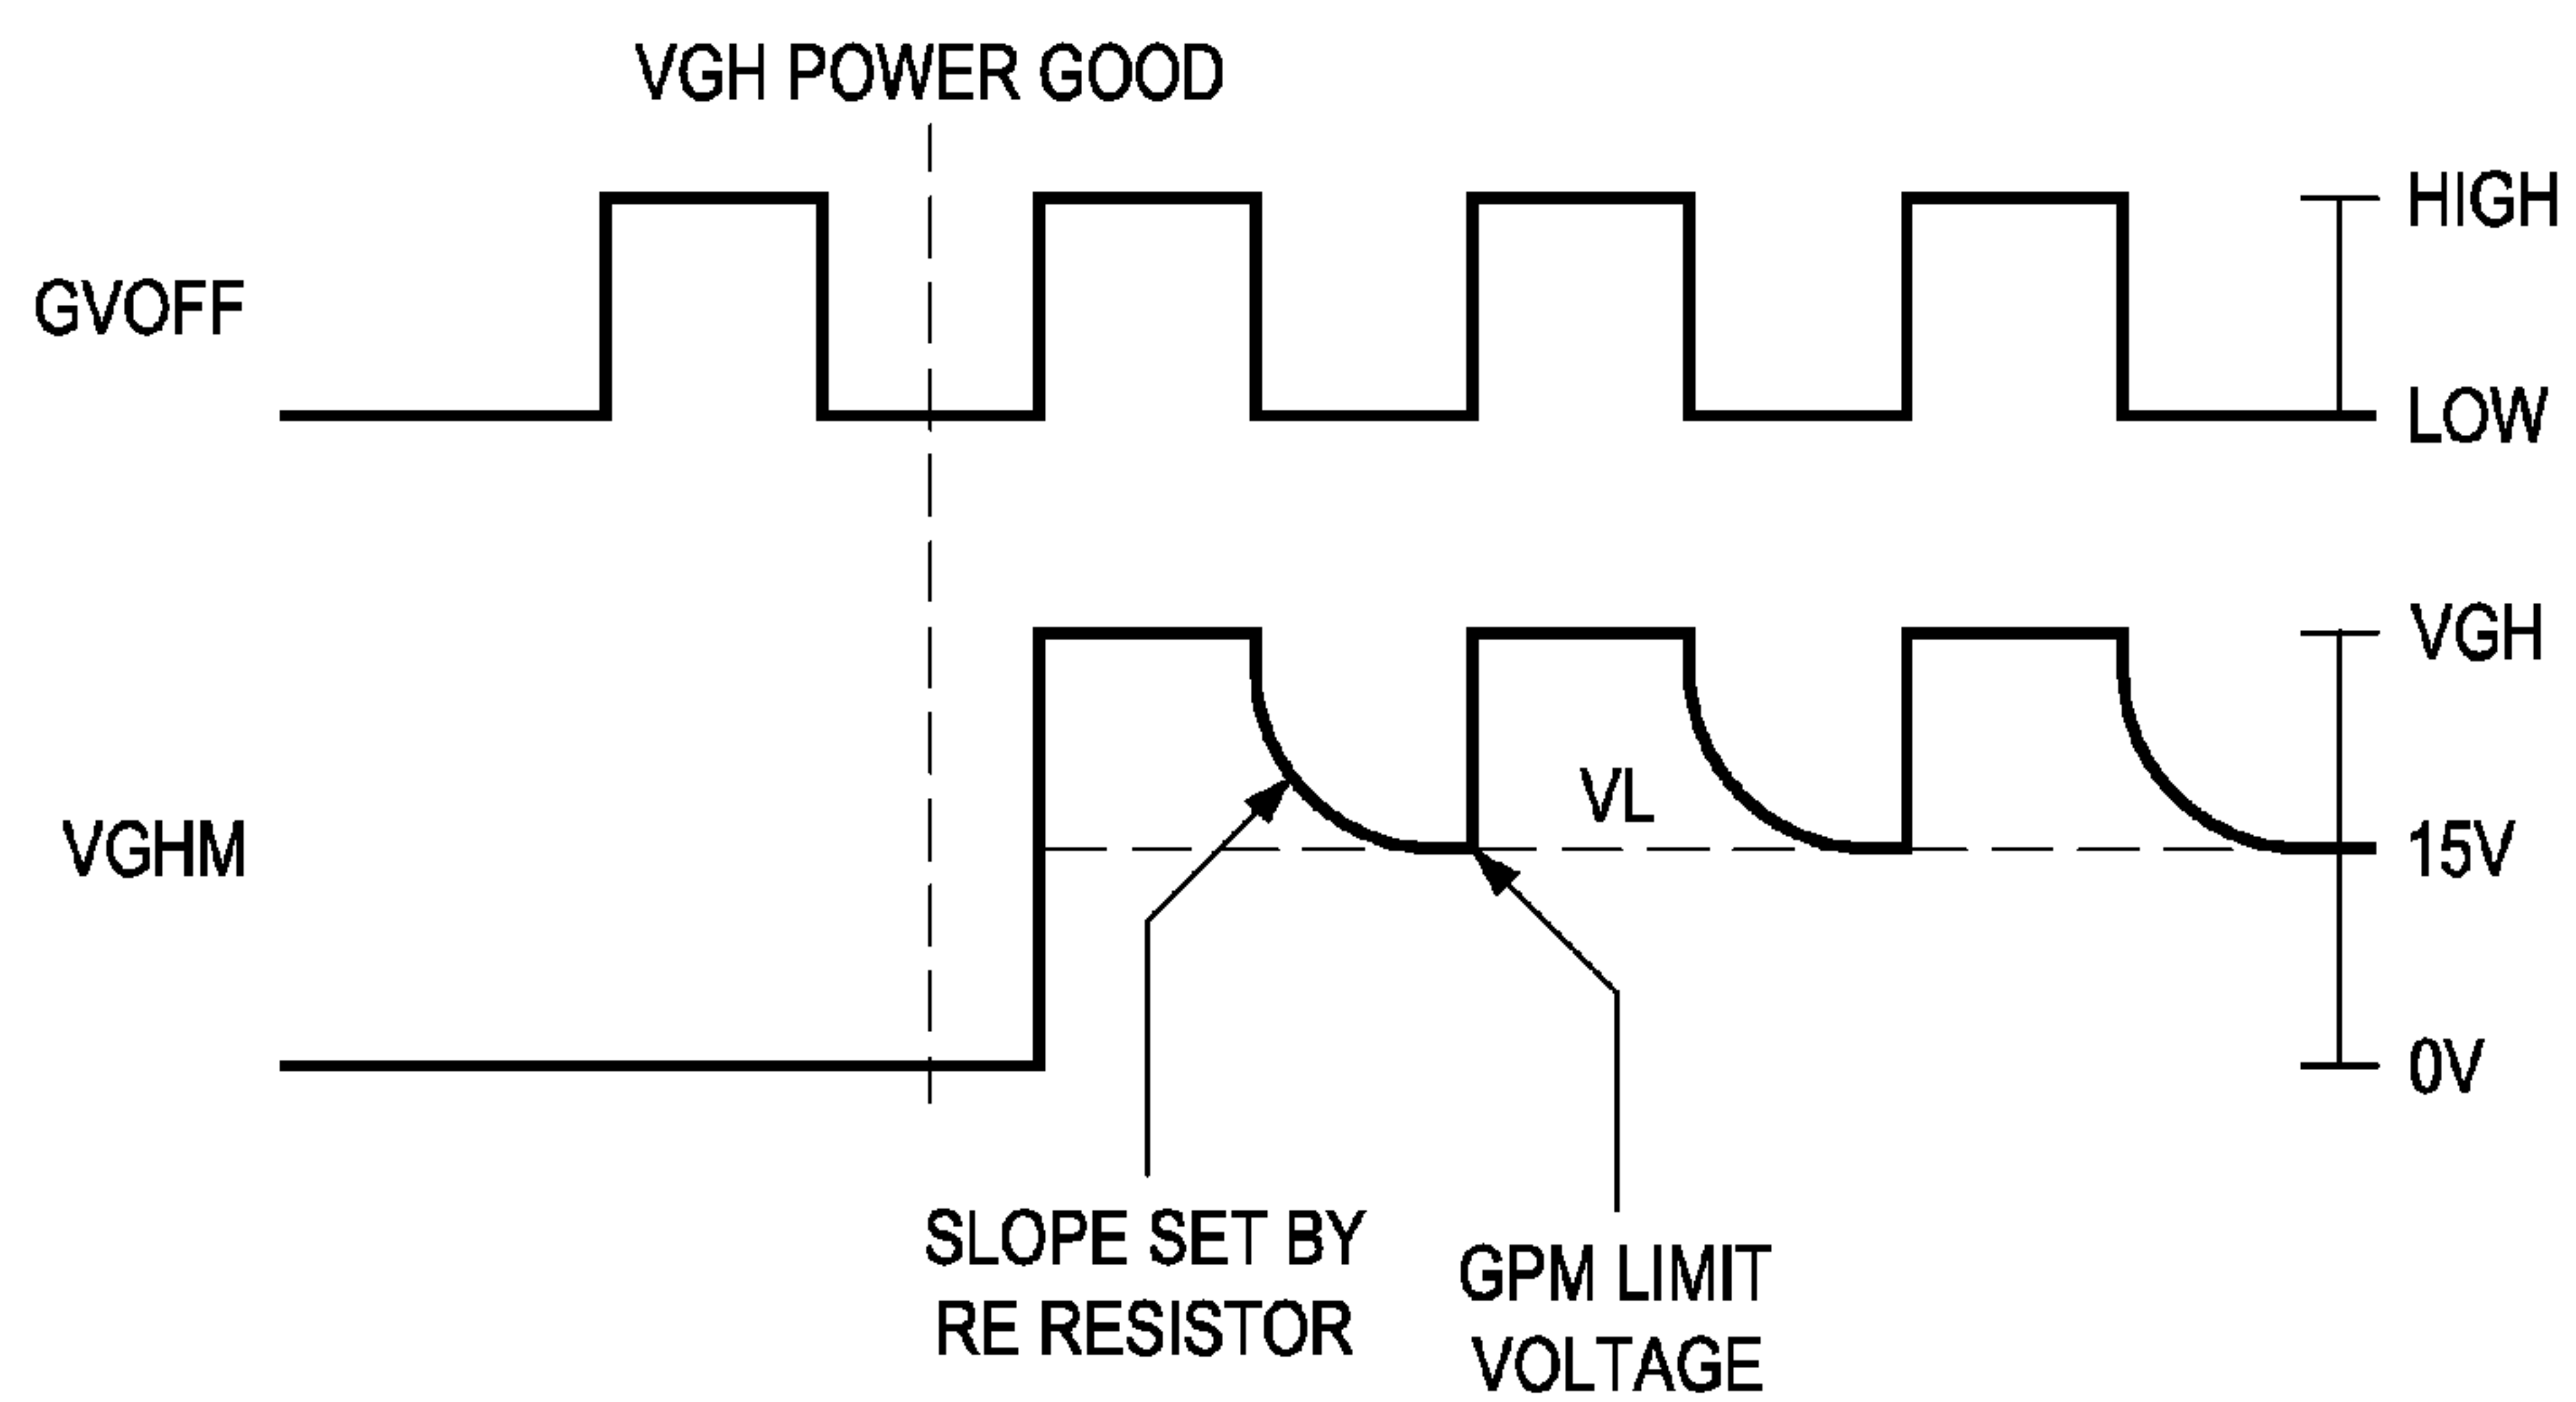 VGH POWER GOOD
HIGH
GVOFF
LOW
VGH
VL
VGHM
15V
0V
SLOPE SET BY
RE RESISTOR
GPM LIMIT
VOLTAGE